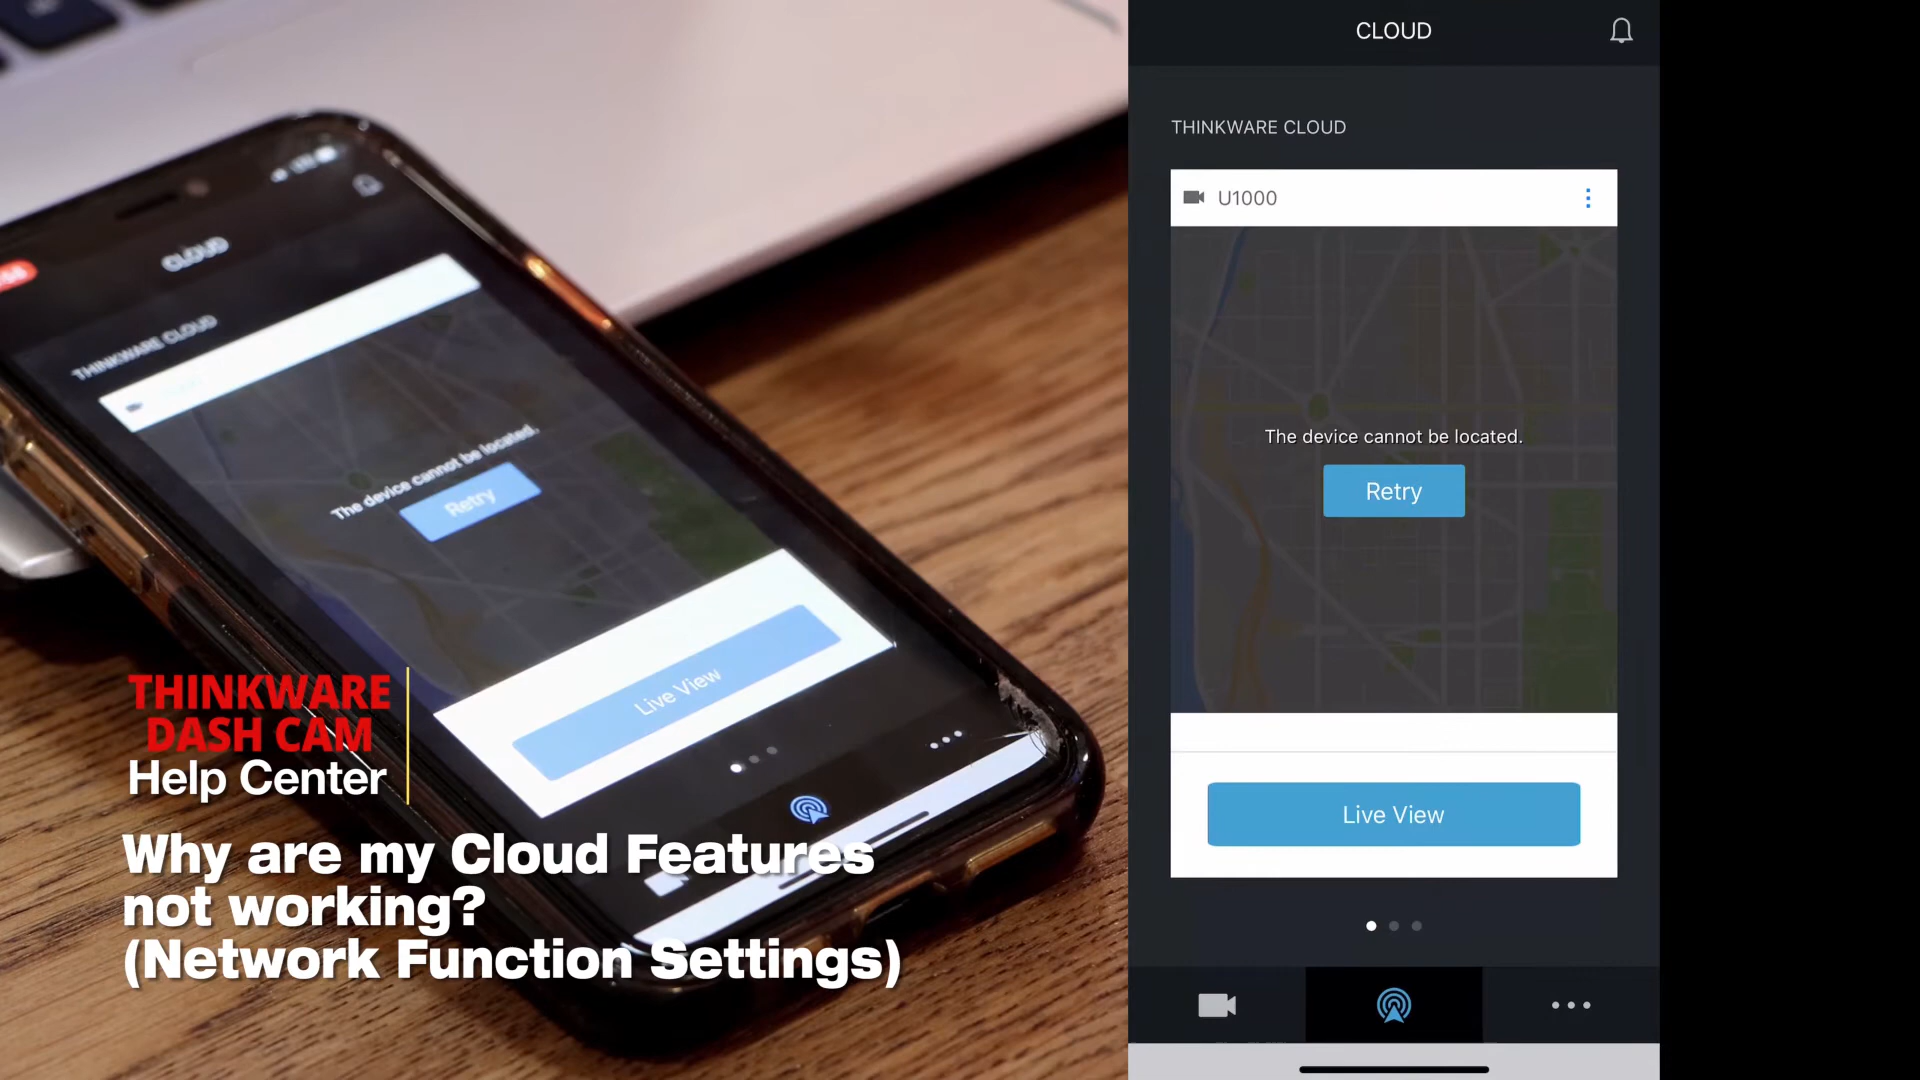 CLOUD
THINKWARE CLOUD
The device cannot be located.
Retry
Live View
THINKWARE
DASH CAM
Help Center
Why are my Cloud Features
not working?
(Network Function Settings)
CLOUD
THINKWARE CLOUD
U1000
The device cannot be located.
Retry
Live View